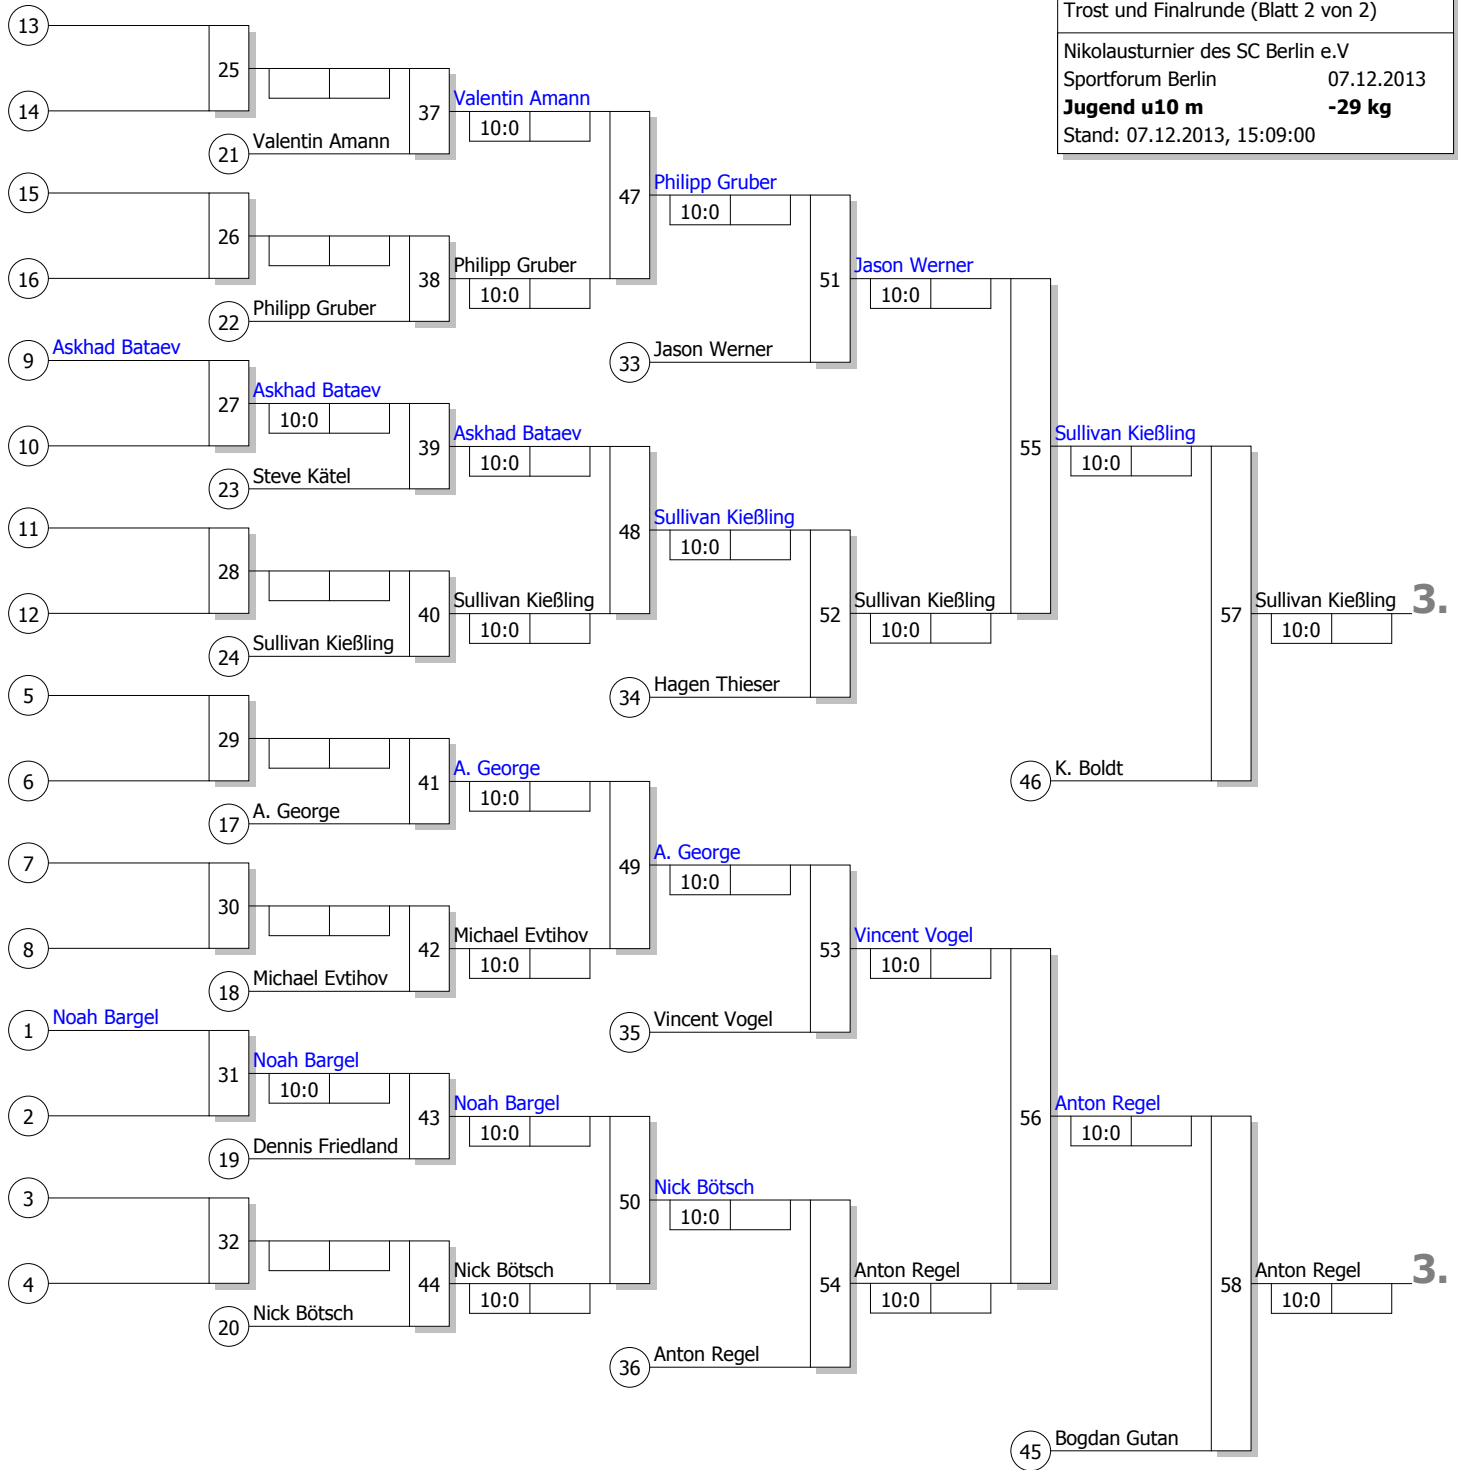 Trost und Finalrunde (Blatt 2 von 2)
Nikolausturnier des SC Berlin e.V
Sportforum Berlin 07.12.2013
Jugend u10 m -29 kg
Stand: 07.12.2013, 15:09:00
13
25
14
37
Valentin Amann
10:0
21 Valentin Amann
15
26
16
47
Philipp Gruber
10:0
38
Philipp Gruber
10:0
22 Philipp Gruber
51
Jason Werner
10:0
33 Jason Werner
9 Askhad Bataev
27
Askhad Bataev
10:0
10
39
Askhad Bataev
10:0
23 Steve Kätel
55
Sullivan Kießling
10:0
11
28
12
48
Sullivan Kießling
10:0
40
Sullivan Kießling
10:0
24 Sullivan Kießling
52
Sullivan Kießling
10:0
34 Hagen Thieser
57
Sullivan Kießling 3.
10:0
5
29
6
41
A. George
10:0
17 A. George
46 K. Boldt
7
30
8
49
A. George
10:0
42
Michael Evtihov
10:0
18 Michael Evtihov
53
Vincent Vogel
10:0
35 Vincent Vogel
1 Noah Bargel
31
Noah Bargel
10:0
2
43
Noah Bargel
10:0
19 Dennis Friedland
56
Anton Regel
10:0
3
32
4
50
Nick Bötsch
10:0
44
Nick Bötsch
10:0
20 Nick Bötsch
54
Anton Regel
10:0
36 Anton Regel
58
Anton Regel 3.
10:0
45 Bogdan Gutan